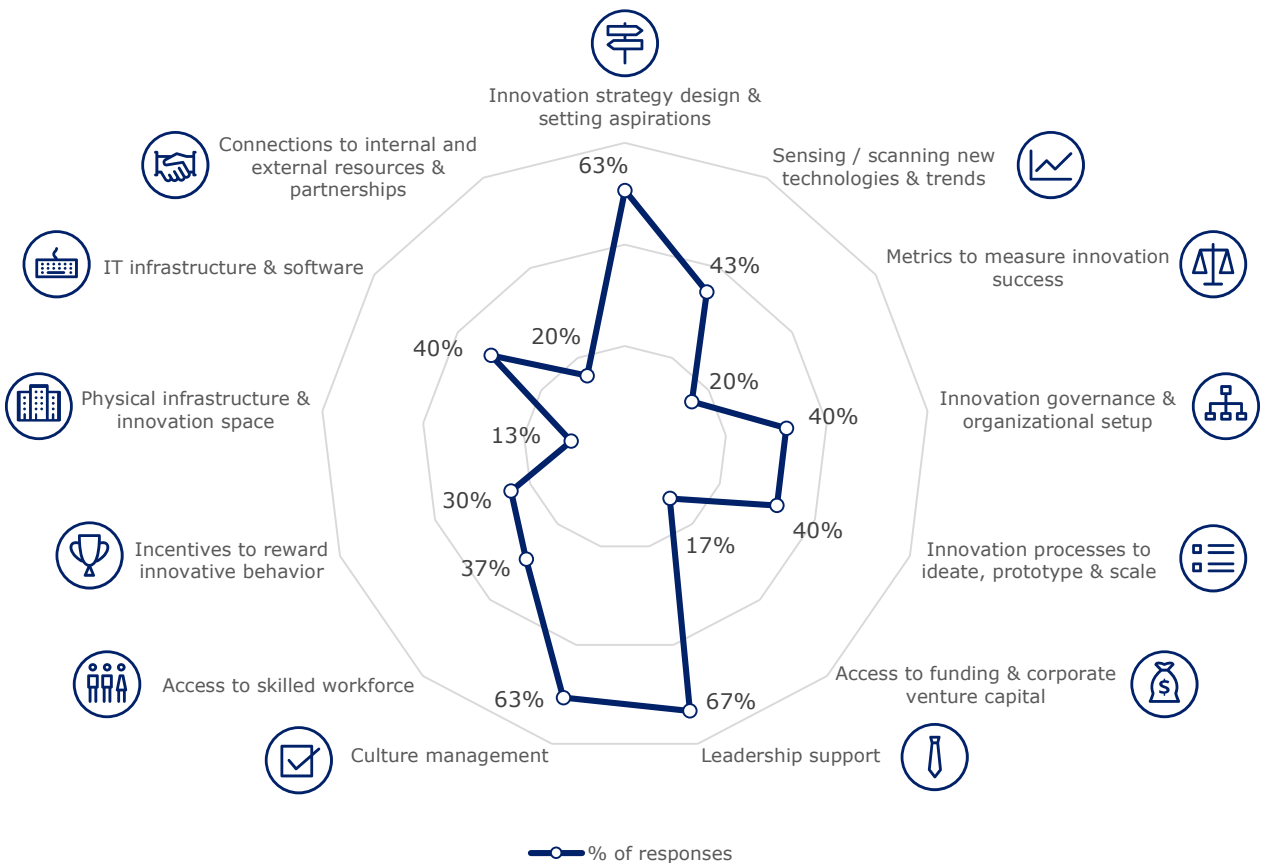 Innovation strategy design &
setting aspirations
63%
Sensing / scanning new
technologies & trends
43%
Metrics to measure innovation
success
20%
Innovation governance &
organizational setup
40%
Innovation processes to
ideate, prototype & scale
40%
Access to funding & corporate
venture capital
$
17%
Leadership support
67%
Culture management
63%
Access to skilled workforce
37%
Incentives to reward
innovative behavior
30%
Physical infrastructure &
innovation space
13%
IT infrastructure & software
40%
Connections to internal and
external resources &
partnerships
20%
% of responses